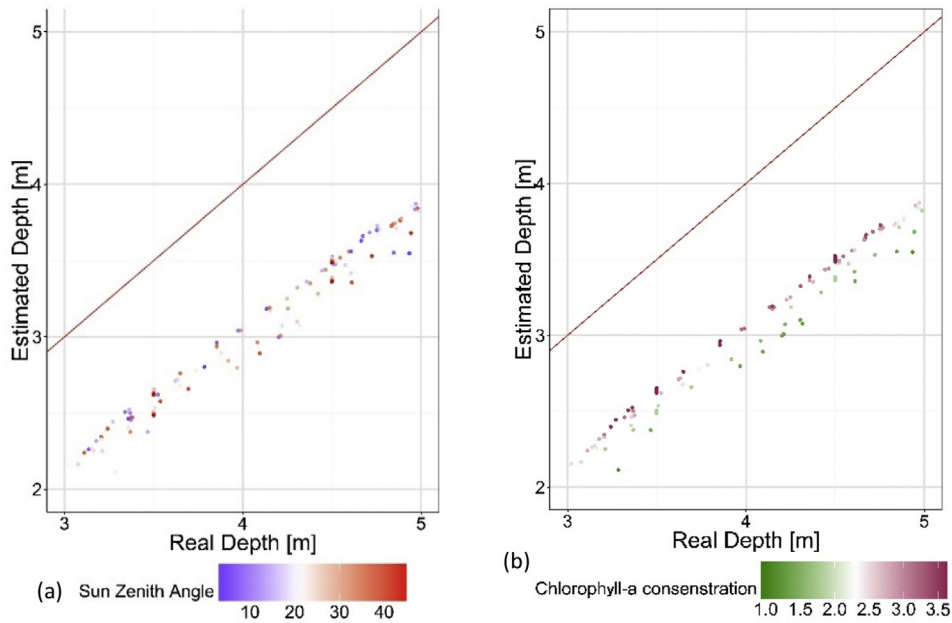 5
4
3
2
Estimated Depth [m]
3 4 5
Real Depth [m]
(a) Sun Zenith Angle
10 20 30 40
5
4
3
2
Estimated Depth [m]
3 4 5
Real Depth [m]
(b)
Chlorophyll-a consenstration
1.0 1.5 2.0 2.5 3.0 3.5